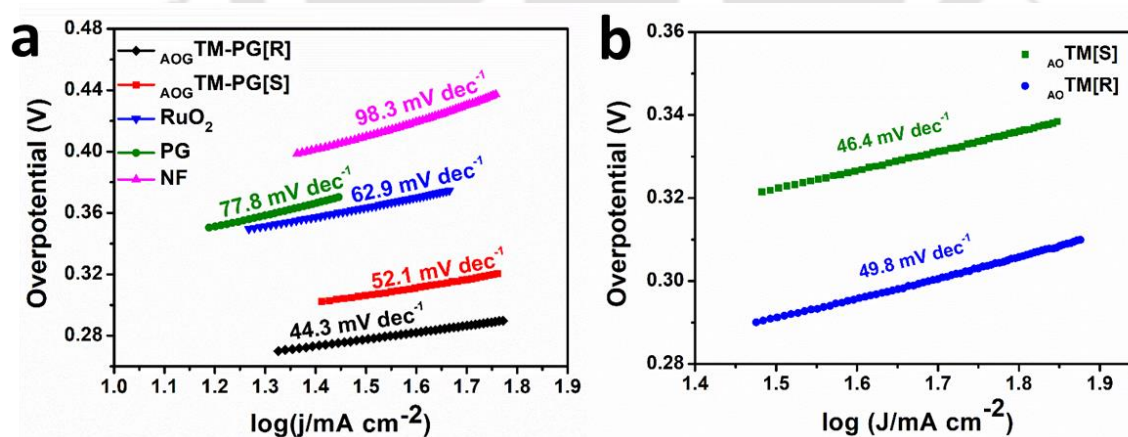 a
Overpotential (V)
0.48
0.44
0.40
0.36
0.32
0.28
AOGTM-PG[R]
AOGTM-PG[S]
RuO2
PG
NF
98.3 mV dec-1
77.8 mV dec-1
62.9 mV dec-1
52.1 mV dec-1
44.3 mV dec-1
1.0 1.1 1.2 1.3 1.4 1.5 1.6 1.7 1.8 1.9
log(j/mA cm-2)
b
Overpotential (V)
0.36
0.34
0.32
0.30
0.28
AOTM[S]
AOTM[R]
46.4 mV dec-1
49.8 mV dec-1
1.4 1.5 1.6 1.7 1.8 1.9
log (J/mA cm-2)